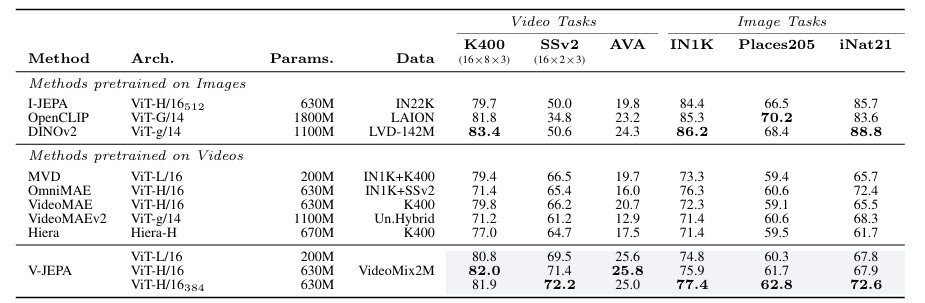 Video Tasks Image Tasks
K400 SSv2 AVA IN1K Places205 iNat21
Method Arch. Params. Data (16×8×3) (16×2×3)
Methods pretrained on Images
I-JEPA ViT-H/16512 630M IN22K 79.7 50.0 19.8 84.4 66.5 85.7
OpenCLIP ViT-G/14 1800M LAION 81.8 34.8 23.2 85.3 70.2 83.6
DINOv2 ViT-g/14 1100M LVD-142M 83.4 50.6 24.3 86.2 68.4 88.8
Methods pretrained on Videos
MVD ViT-L/16 200M IN1K+K400 79.4 66.5 19.7 73.3 59.4 65.7
OmniMAE ViT-H/16 630M IN1K+SSv2 71.4 65.4 16.0 76.3 60.6 72.4
VideoMAE ViT-H/16 630M K400 79.8 66.2 20.7 72.3 59.1 65.5
VideoMAEv2 ViT-g/14 1100M Un.Hybrid 71.2 61.2 12.9 71.4 60.6 68.3
Hiera Hiera-H 670M K400 77.0 64.7 17.5 71.4 59.5 61.7
ViT-L/16 200M 80.8 69.5 25.6 74.8 60.3 67.8
V-JEPA ViT-H/16 630M VideoMix2M 82.0 71.4 25.8 75.9 61.7 67.9
ViT-H/16384 630M 81.9 72.2 25.0 77.4 62.8 72.6